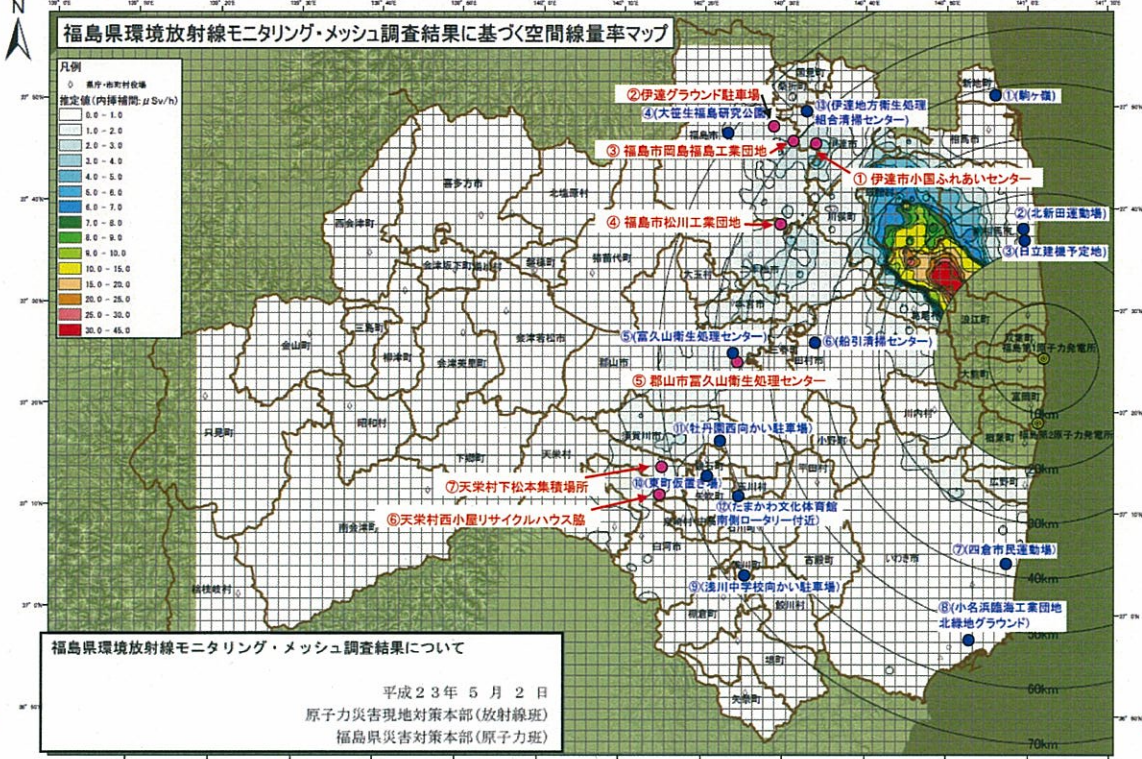 N
福島県環境放射線モニタリング・メッシュ調査結果に基づく空間線量率マップ
凡例
県庁・市町村役場
推定値(内挿補間:μSv/h)
0.0 - 1.0
1.0 - 2.0
2.0 - 3.0
3.0 - 4.0
4.0 - 5.0
5.0 - 6.0
6.0 - 7.0
7.0 - 8.0
8.0 - 9.0
9.0 - 10.0
10.0 - 15.0
15.0 - 20.0
20.0 - 25.0
25.0 - 30.0
30.0 - 45.0
国見町
桑折町
新地町
①(駒ヶ嶺)
②伊達グラウンド駐車場
⑬(伊達地方衛生処理
組合清掃センター)
④(大笹生福島研究公園)
福島市
伊達市
相馬市
③ 福島市岡島福島工業団地
① 伊達市小国ふれあいセンター
喜多方市
北塩原村
西会津町
川俣町
②(北新田運動場)
③(日立建機予定地)
④ 福島市松川工業団地
会津坂下町
磐梯町
猪苗代町
大玉村
二本松市
本宮市
葛尾村
浪江町
三島町
金山町
柳津町
会津美里町
会津若松市
郡山市
⑤(富久山衛生処理センター)
三春町
田村市
⑥(船引清掃センター)
双葉町
福島第1原子力発電所
大熊町
⑤ 郡山市富久山衛生処理センター
富岡町
10km
福島第2原子力発電所
楢葉町
川内村
只見町
昭和村
下郷町
天栄村
須賀川市
⑪(牡丹園西向かい駐車場)
小野町
平田村
20km
広野町
⑦天栄村下松本集積場所
⑩(東町仮置き場)
矢吹町
玉川村
⑫(たまかわ文化体育館
南側ロータリー付近)
30km
⑥天栄村西小屋リサイクルハウス脇
南会津町
白河市
石川町
古殿町
いわき市
⑦(四倉市民運動場)
40km
檜枝岐村
浅川町
⑨(浅川中学校向かい駐車場)
鮫川村
棚倉町
⑧(小名浜臨海工業団地
北緑地グラウンド)
50km
塙町
矢祭町
60km
70km
福島県環境放射線モニタリング・メッシュ調査結果について
平成23年 5 月 2 日
原子力災害現地対策本部(放射線班)
福島県災害対策本部(原子力班)